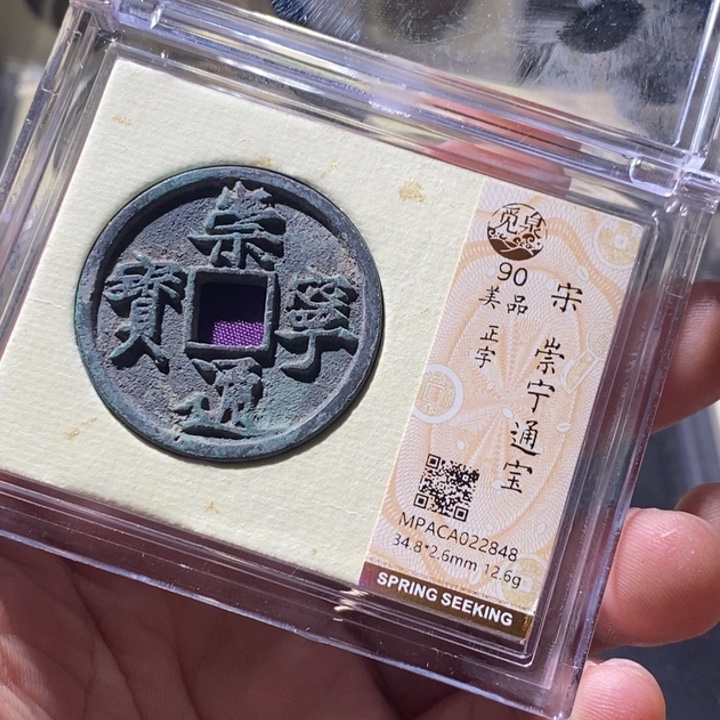 崇
寧
通
寶
觅泉
90
美品
正字
宋
崇宁通宝
MPACA022848
34.8*2.6mm 12.6g
SPRING SEEKING